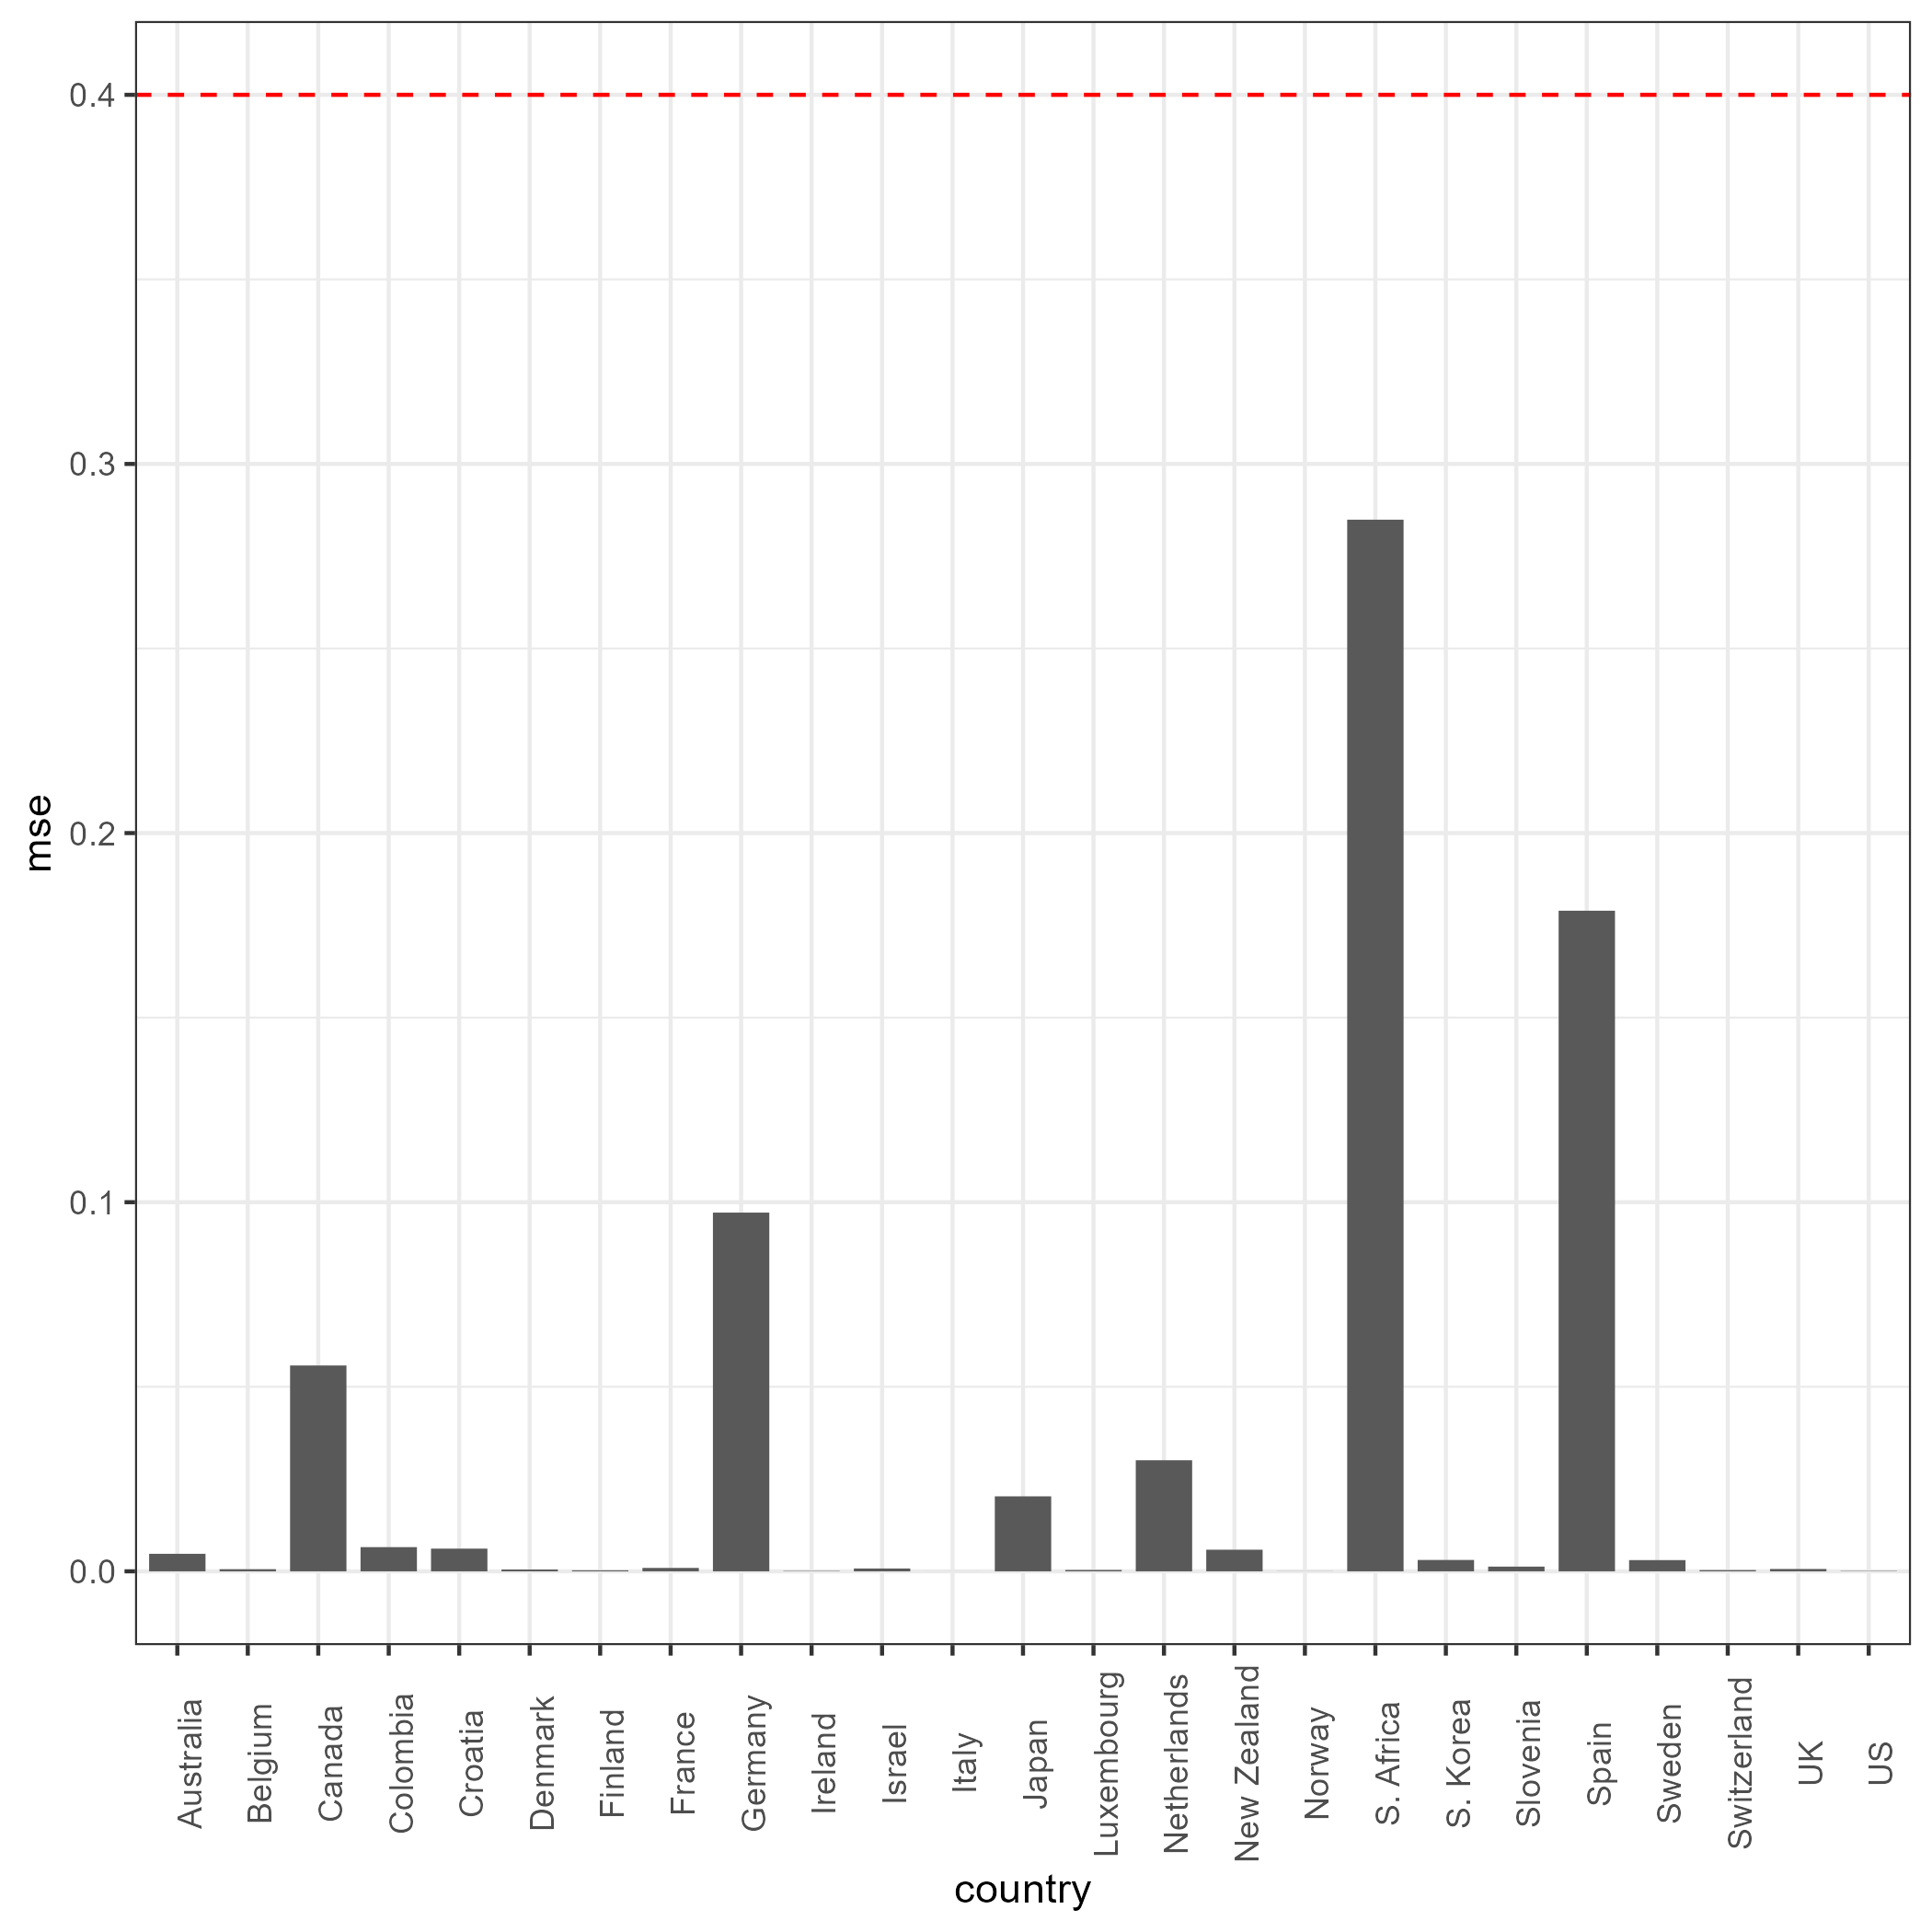 mse
0.4
0.3
0.2
0.1
0.0
Australia
Belgium
Canada
Colombia
Croatia
Denmark
Finland
France
Germany
Ireland
Israel
Italy
Japan
Luxembourg
Netherlands
New Zealand
Norway
S. Africa
S. Korea
Slovenia
Spain
Sweden
Switzerland
UK
US
country